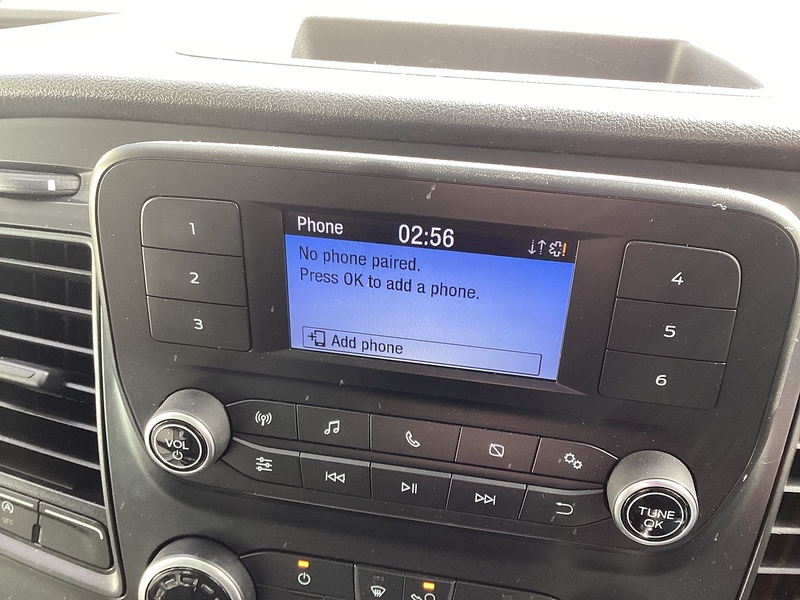 Phone 02:56
No phone paired.
Press OK to add a phone.
Add phone
1
2
3
4
5
6
VOL
TUNE
OK